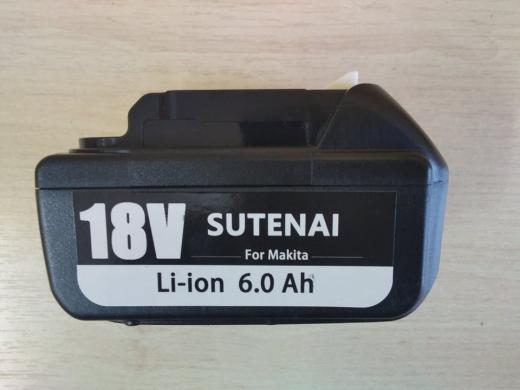 18V SUTENAI
For Makita
Li-ion 6.0 Ah